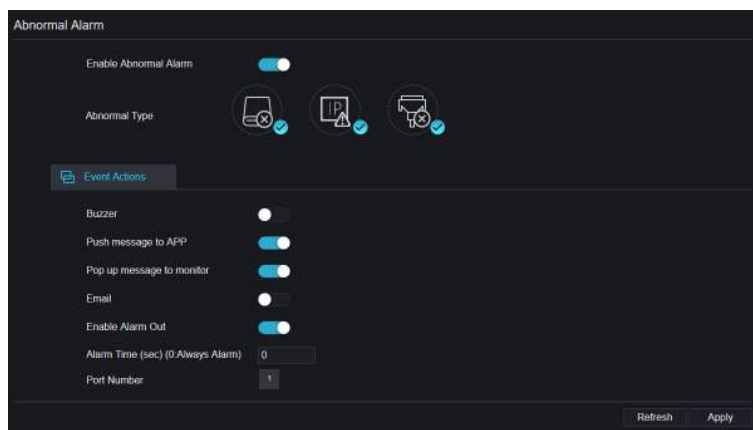 Abnormal Alarm
Enable Abnormal Alarm
Abnormal Type
IP
Event Actions
Buzzer
Push message to APP
Pop up message to monitor
Email
Enable Alarm Out
Alarm Time (sec) (0:Always Alarm) 0
Port Number 1
Refresh Apply